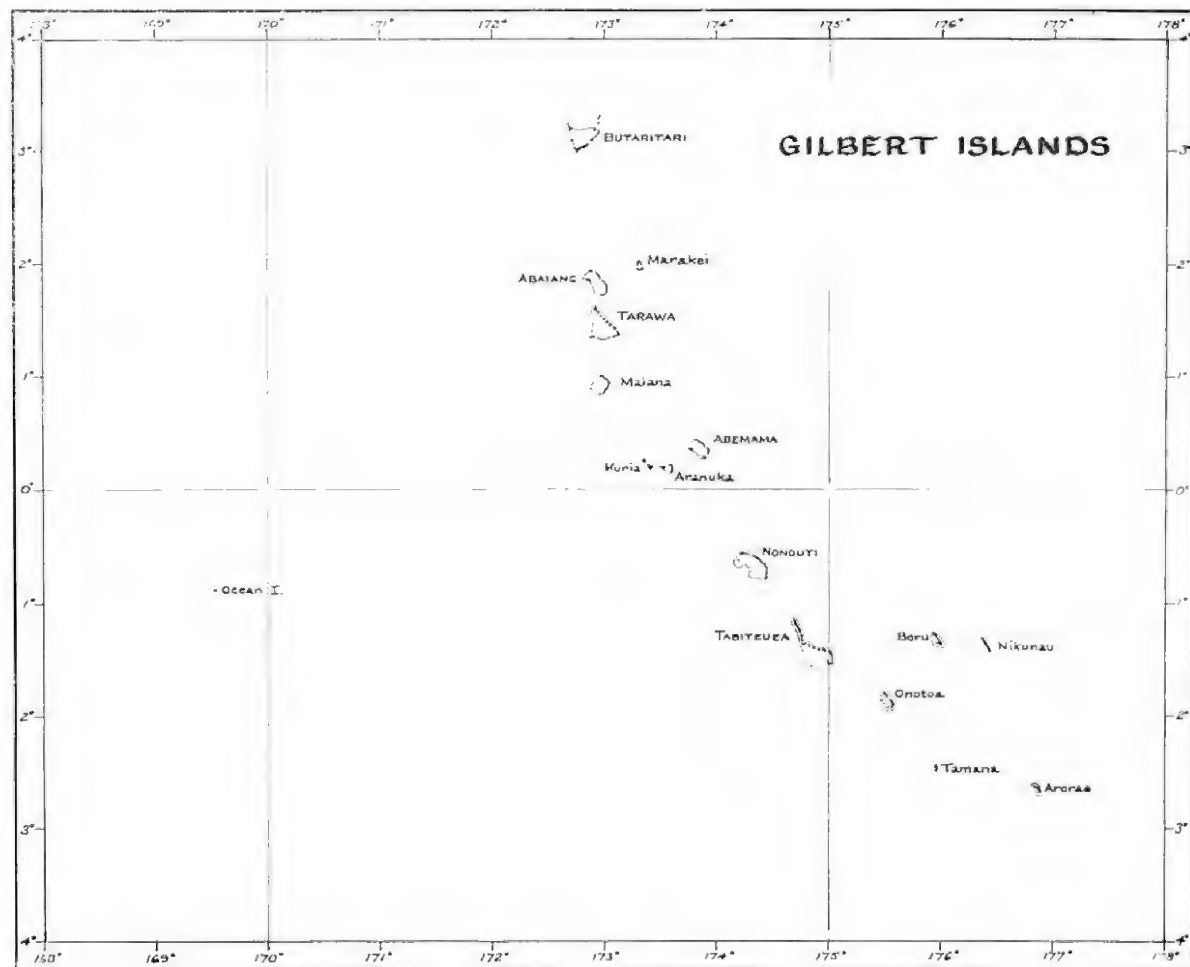 168° 169° 170° 171° 172° 173° 174° 175° 176° 177° 178°
4° 4°
BUTARITARI
GILBERT ISLANDS
3° 3°
Marakei
2° 2°
ABAIANG
TARAWA
1° Maiana 1°
ABEMAMA
Kuria
Aranuka
0° 0°
NONOUTI
Ocean I.
1° 1°
TABITEUEA Beru Nikunau
Onotoa
2° 2°
Tamana
Arorae
3° 3°
4° 4°
168° 169° 170° 171° 172° 173° 174° 175° 176° 177° 178°